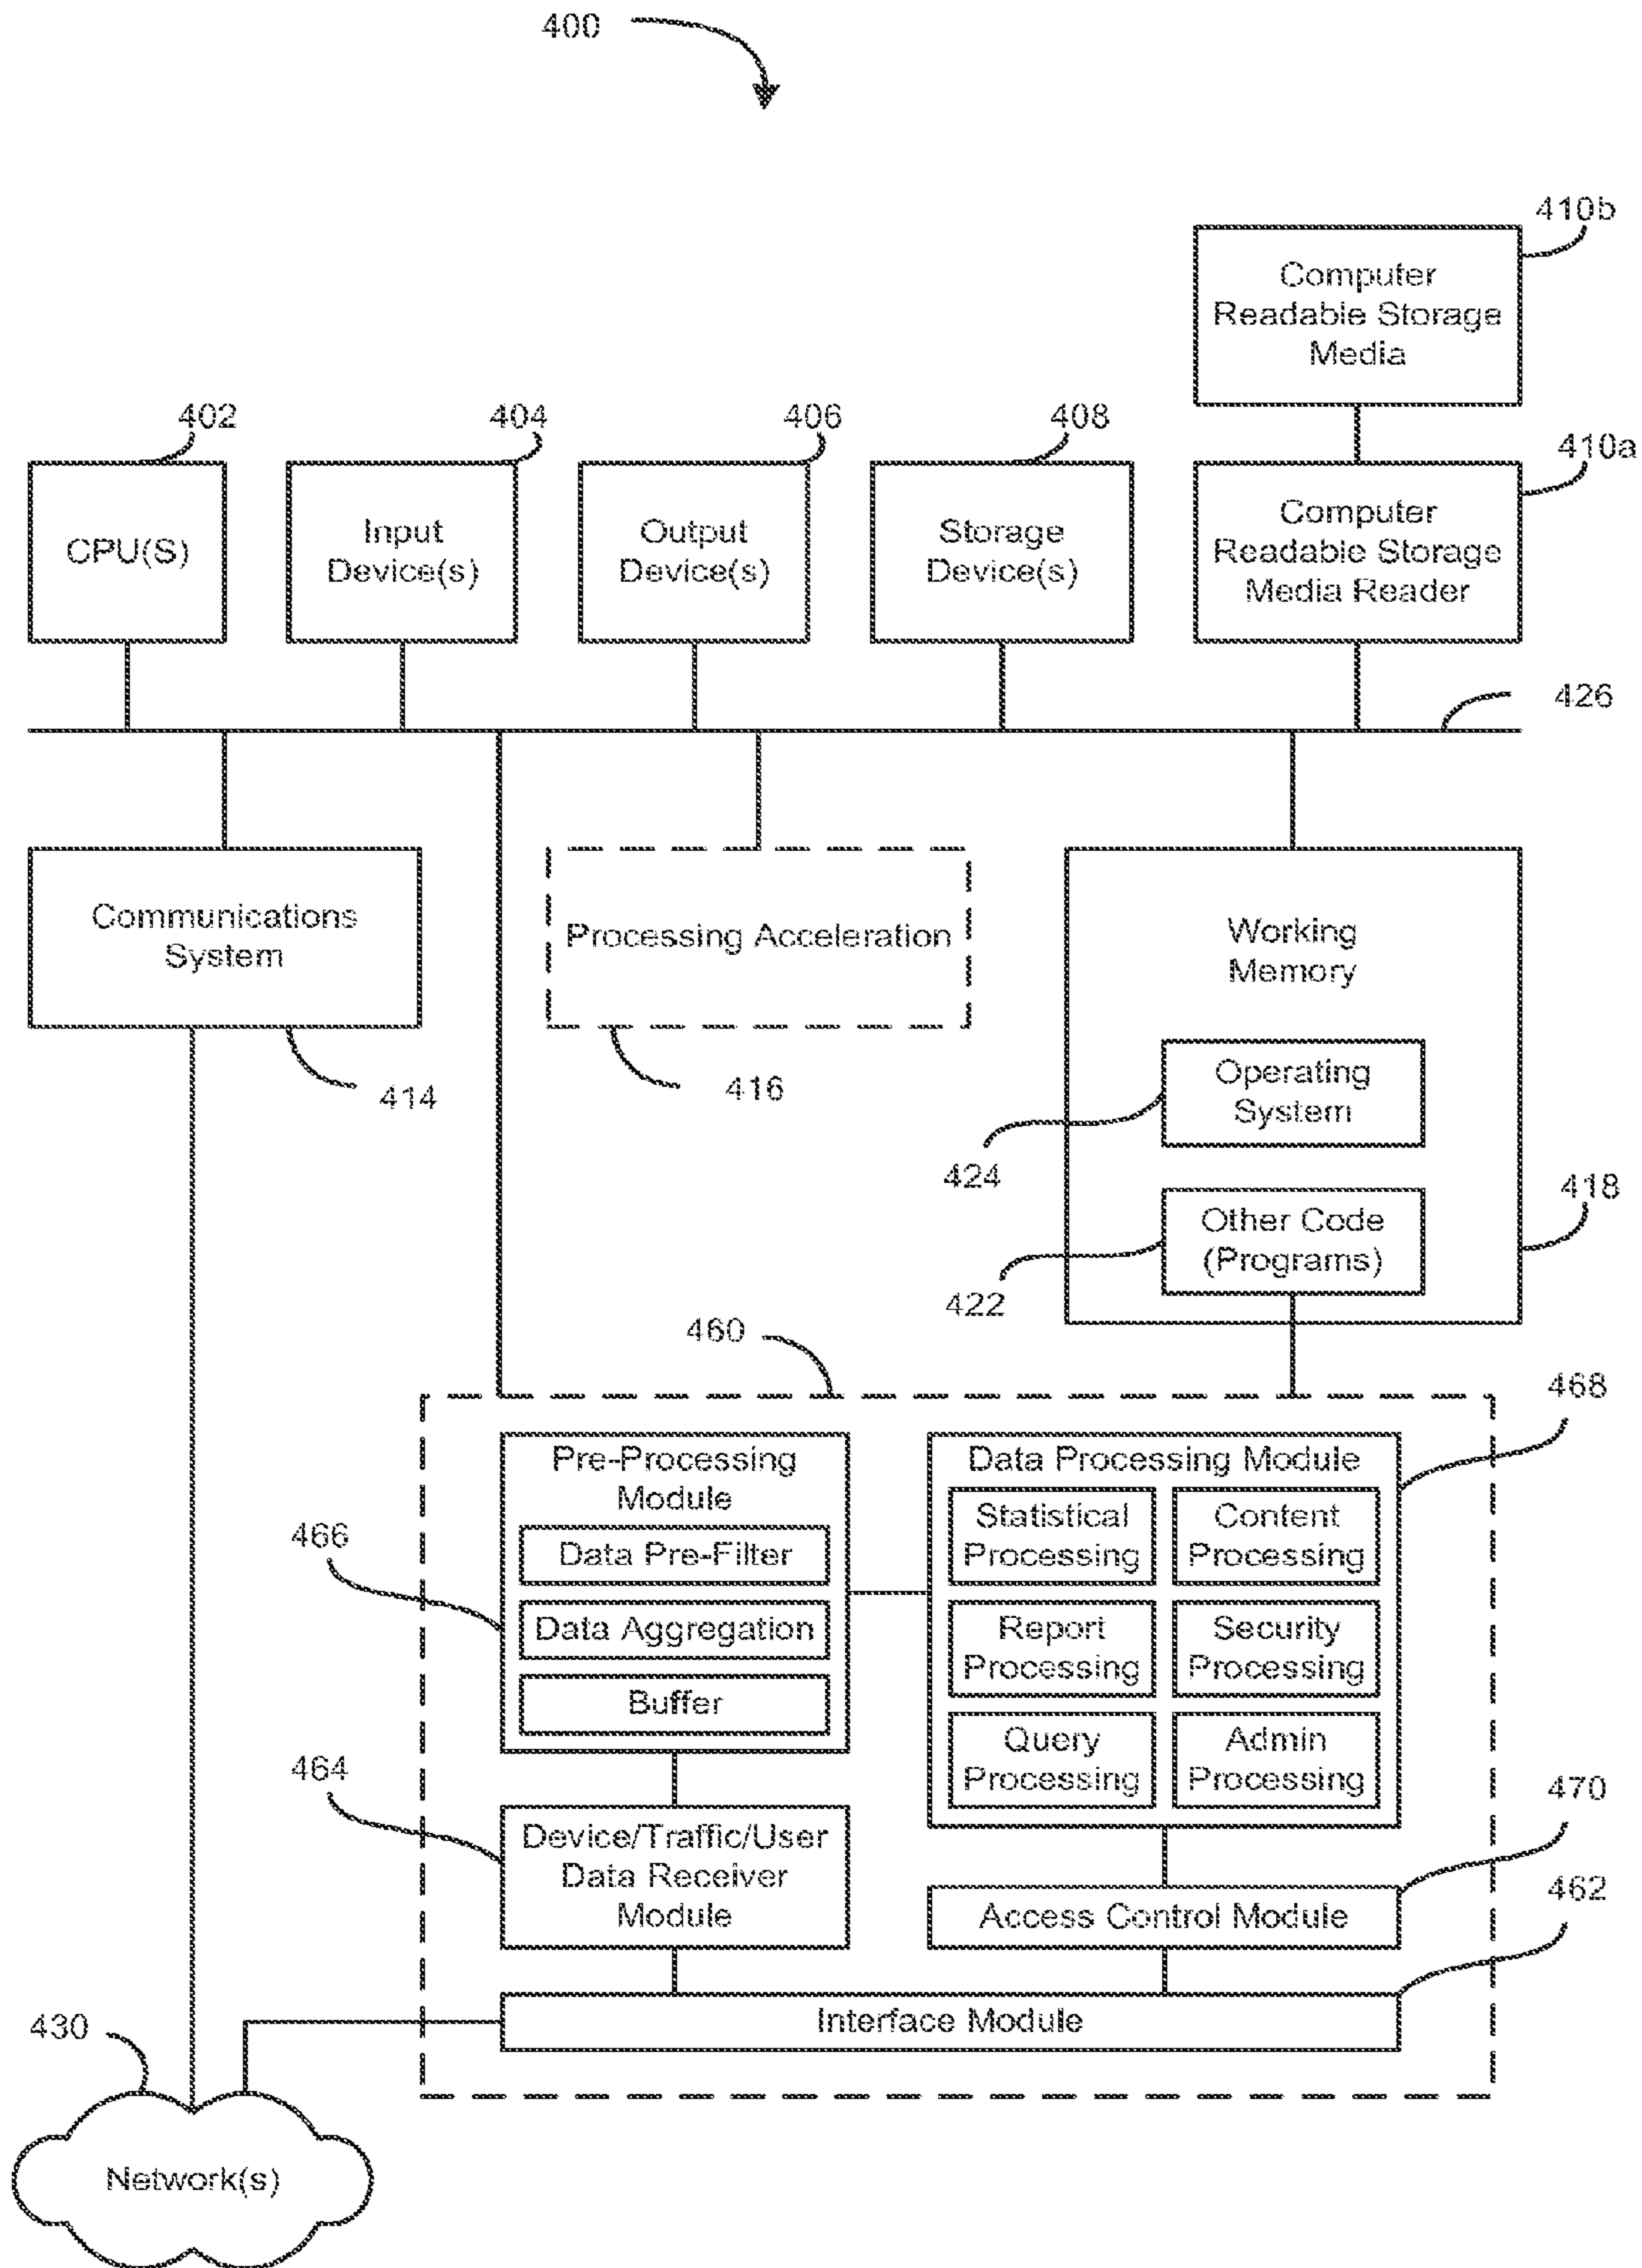 400
410b
Computer
Readable Storage
Media
402
404
406
408
410a
CPU(S)
Input
Device(s)
Output
Device(s)
Storage
Device(s)
Computer
Readable Storage
Media Reader
426
Communications
System
Processing Acceleration
Working
Memory
414
416
Operating
System
424
418
Other Code
(Programs)
422
460
468
Pre-Processing
Module
466
Data Pre-Filter
Data Aggregation
Buffer
Data Processing Module
Statistical
Processing
Content
Processing
Report
Processing
Security
Processing
Query
Processing
Admin
Processing
464
470
Device/Traffic/User
Data Receiver
Module
462
Access Control Module
Interface Module
430
Network(s)